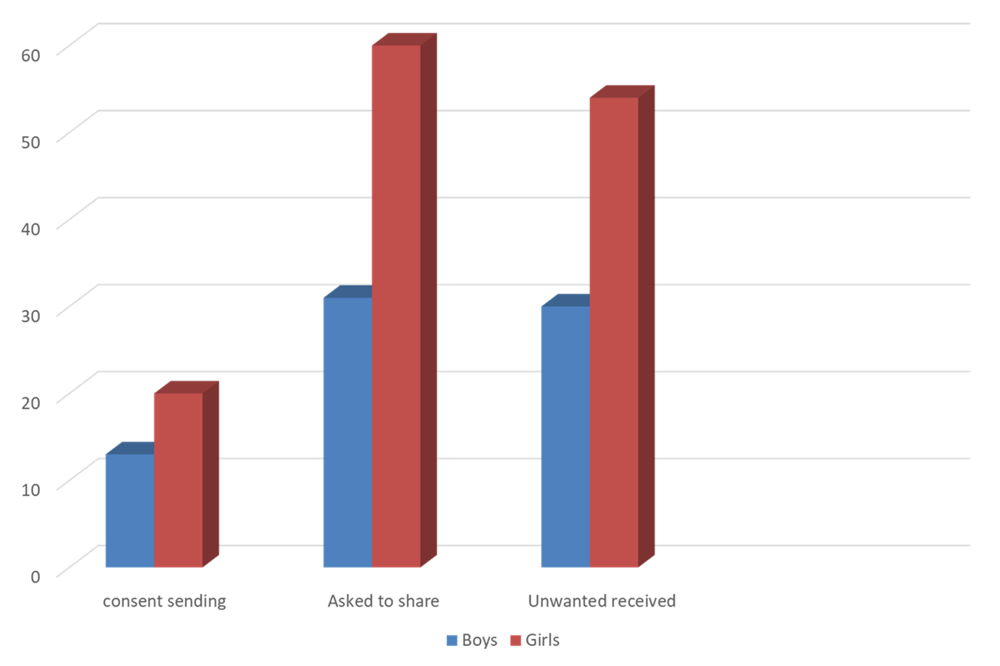 60
50
40
30
20
10
0
consent sending
Asked to share
Unwanted received
Boys
Girls